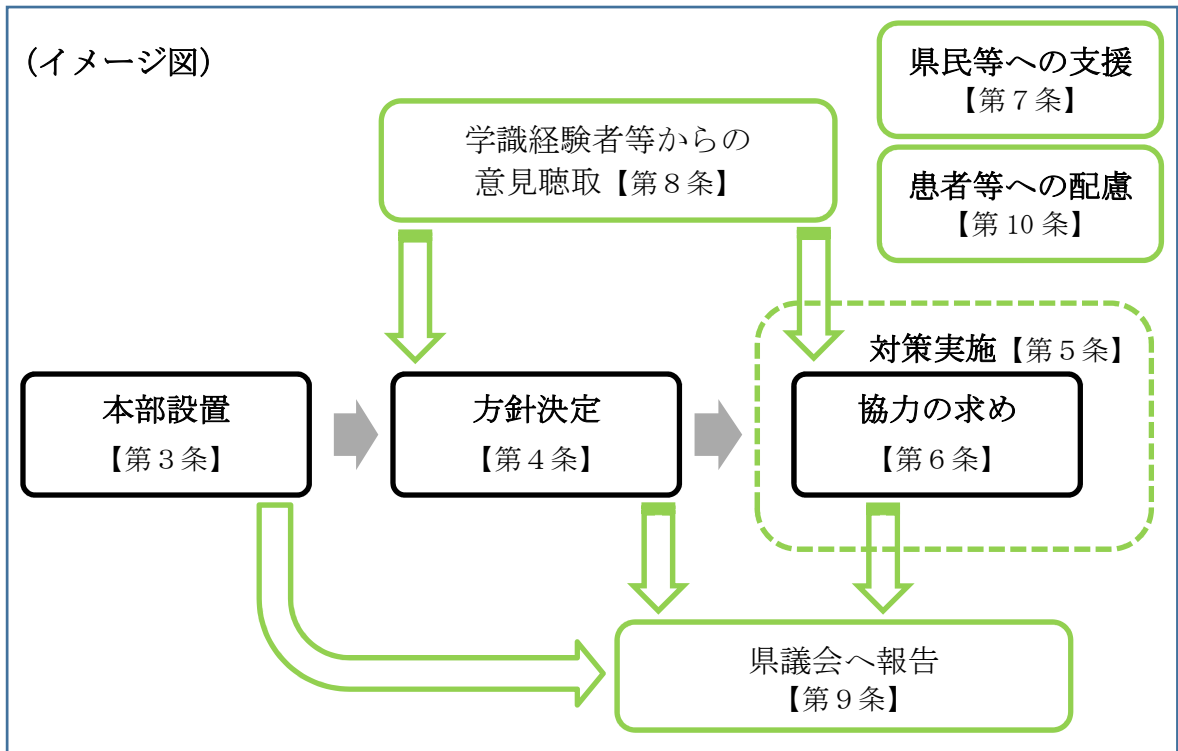 (イメージ図)
県民等への支援
【第７条】
学識経験者等からの
意見聴取【第８条】
患者等への配慮
【第 10 条】
対策実施【第５条】
本部設置
【第３条】
方針決定
【第４条】
協力の求め
【第６条】
県議会へ報告
【第９条】